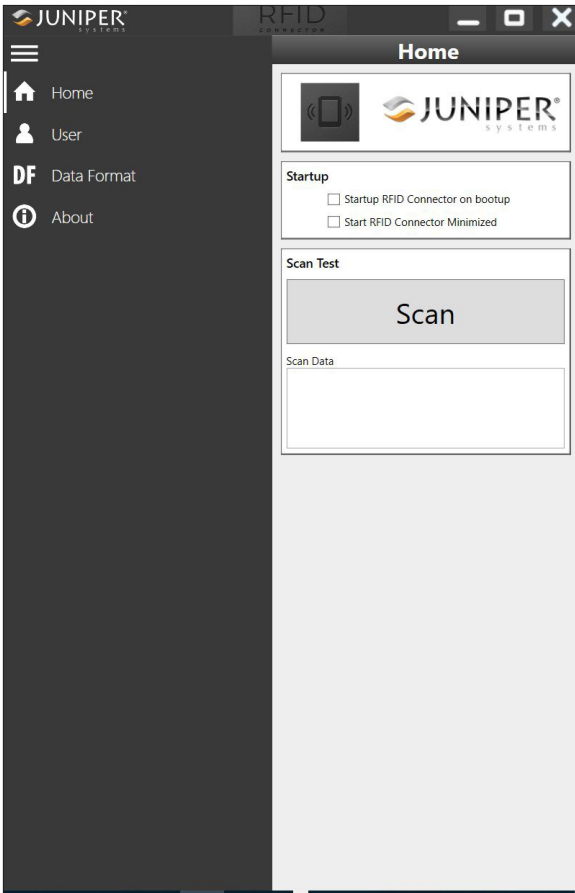 JUNIPER
systems
RFID
CONNECTOR
Home
Home
User
DF Data Format
About
JUNIPER
systems
Startup
Startup RFID Connector on bootup
Start RFID Connector Minimized
Scan Test
Scan
Scan Data